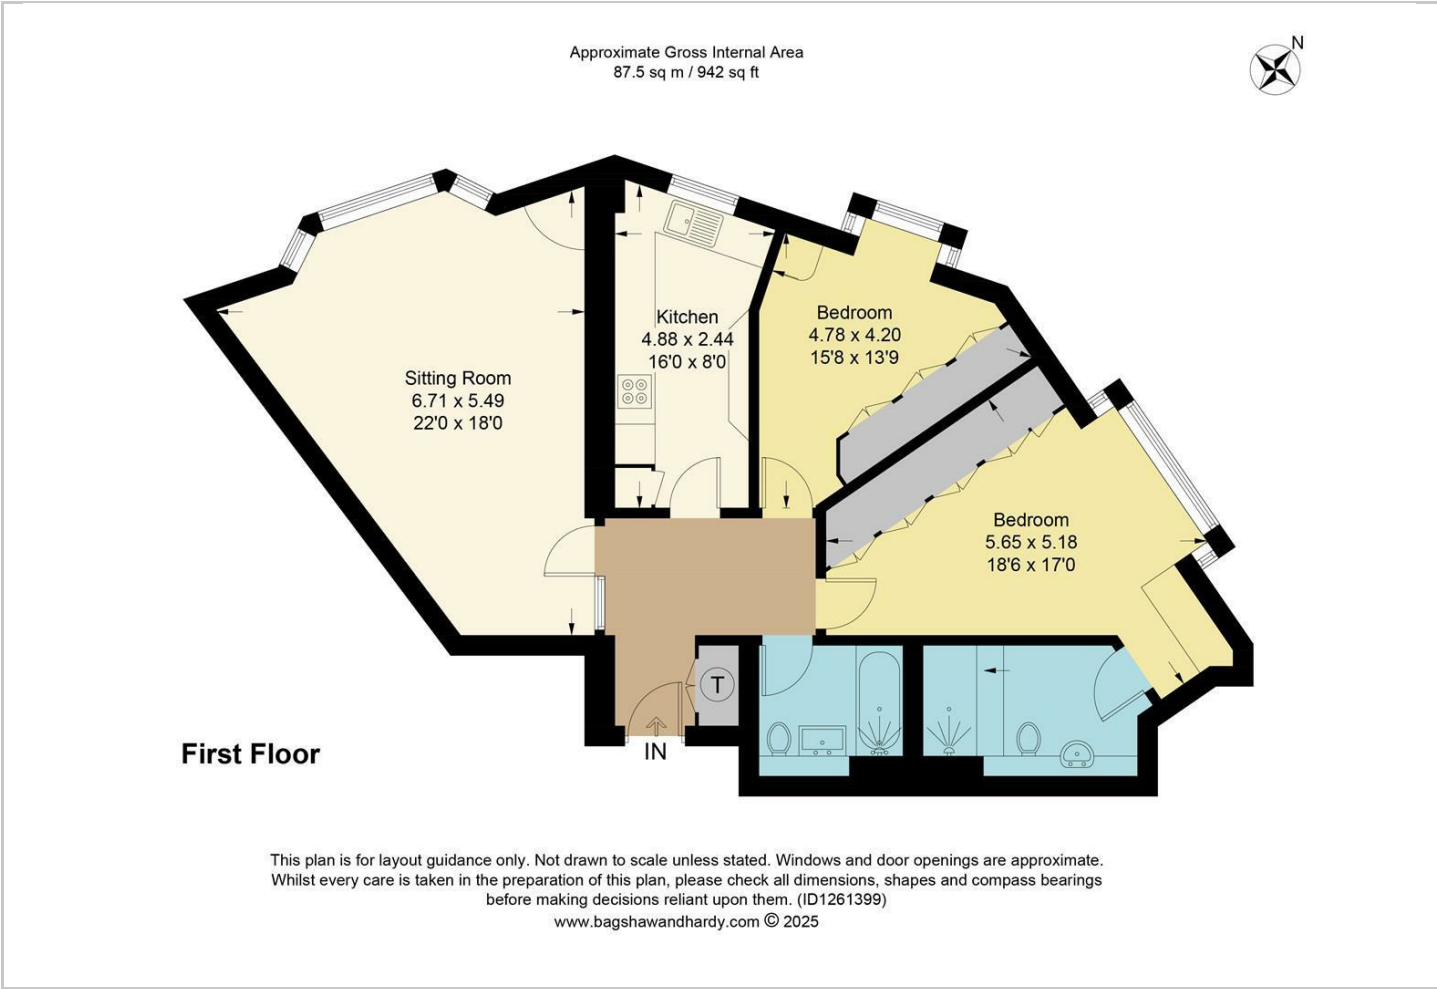 Approximate Gross Internal Area
87.5 sq m / 942 sq ft
N
Kitchen
4.88 x 2.44
16'0 x 8'0
Bedroom
4.78 x 4.20
15'8 x 13'9
Sitting Room
6.71 x 5.49
22'0 x 18'0
Bedroom
5.65 x 5.18
18'6 x 17'0
T
IN
First Floor
This plan is for layout guidance only. Not drawn to scale unless stated. Windows and door openings are approximate.
Whilst every care is taken in the preparation of this plan, please check all dimensions, shapes and compass bearings
before making decisions reliant upon them. (ID1261399)
www.bagshawandhardy.com © 2025